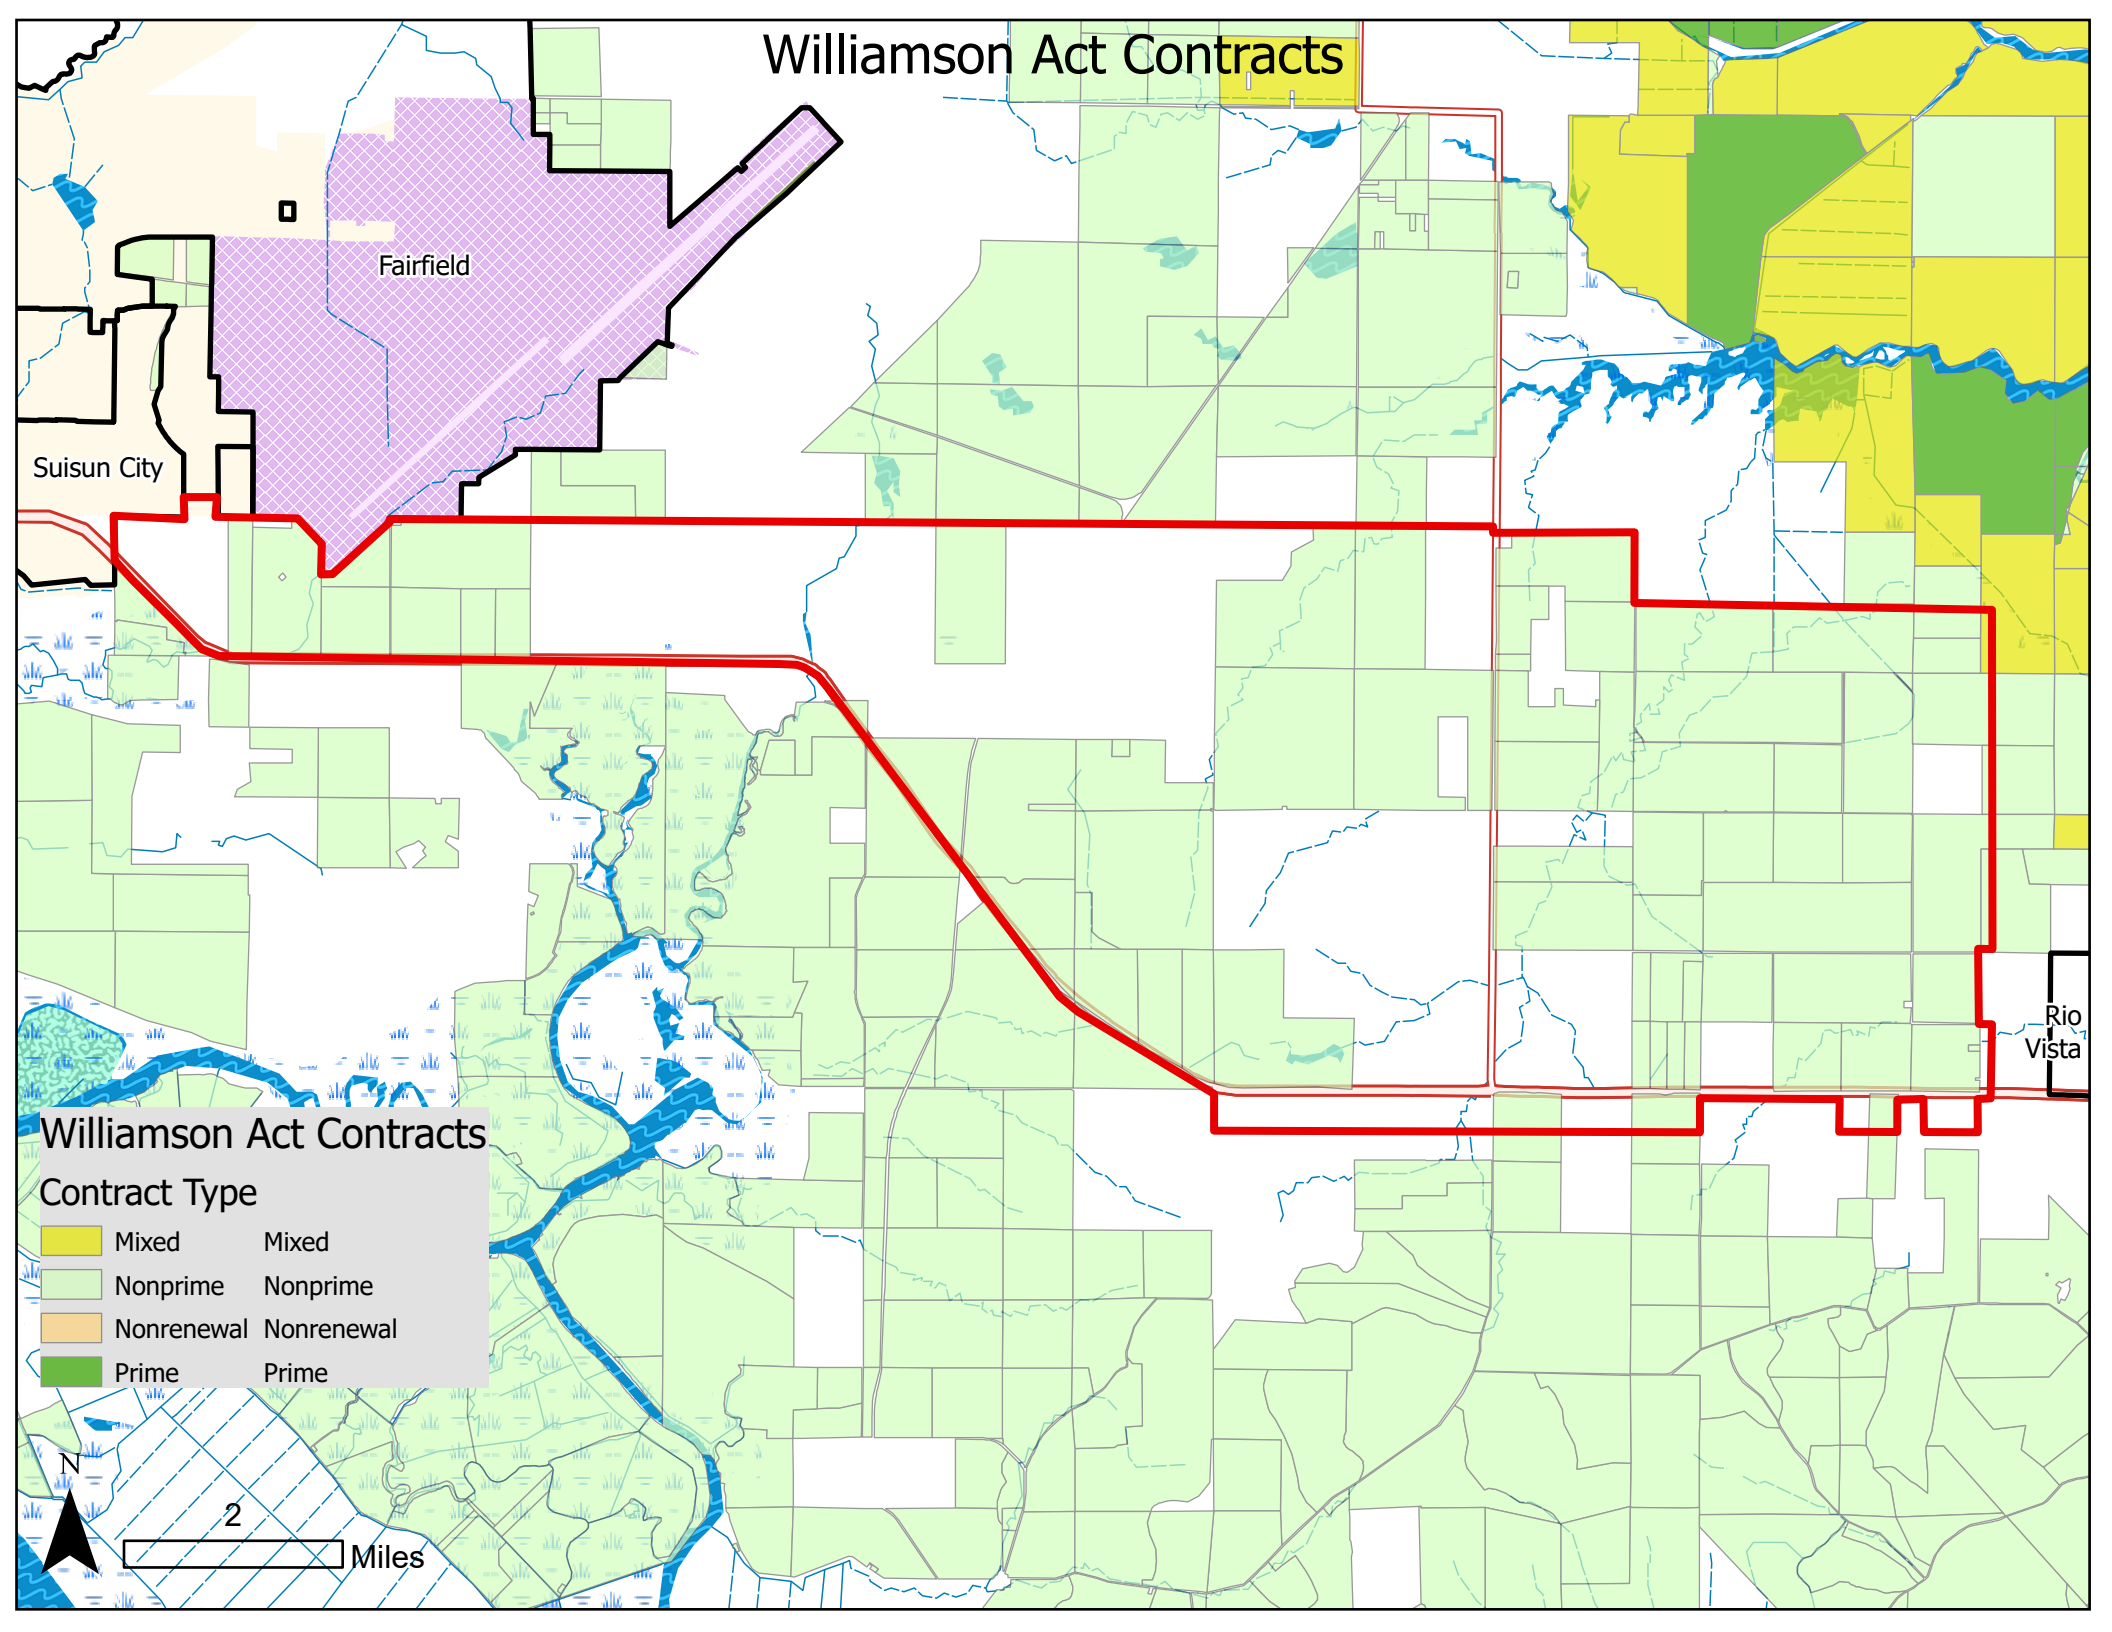 Williamson Act Contracts
Fairfield
Suisun City
Rio
Vista
Williamson Act Contracts
Contract Type
Mixed Mixed
Nonprime Nonprime
Nonrenewal Nonrenewal
Prime Prime
N
2
Miles